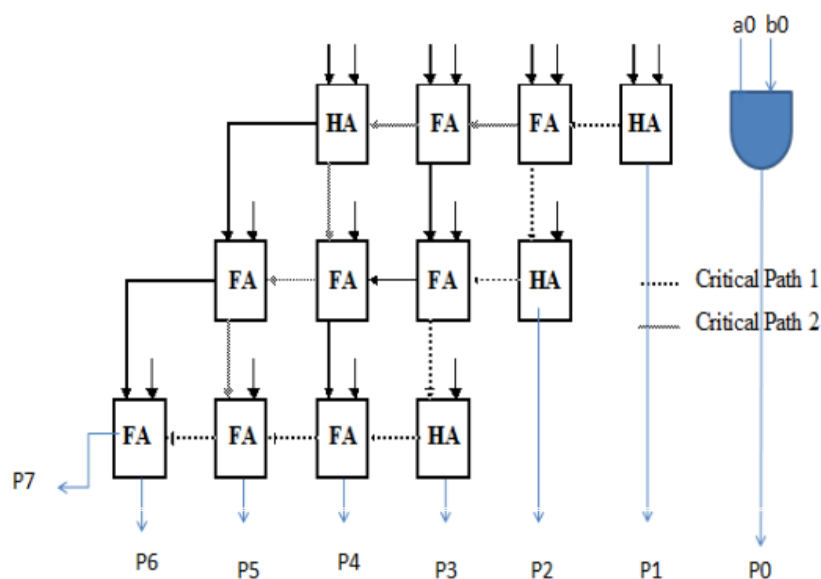 a0 b0
HA FA FA HA
FA FA FA HA
Critical Path 1
Critical Path 2
FA FA FA HA
P7
P6 P5 P4 P3 P2 P1 P0